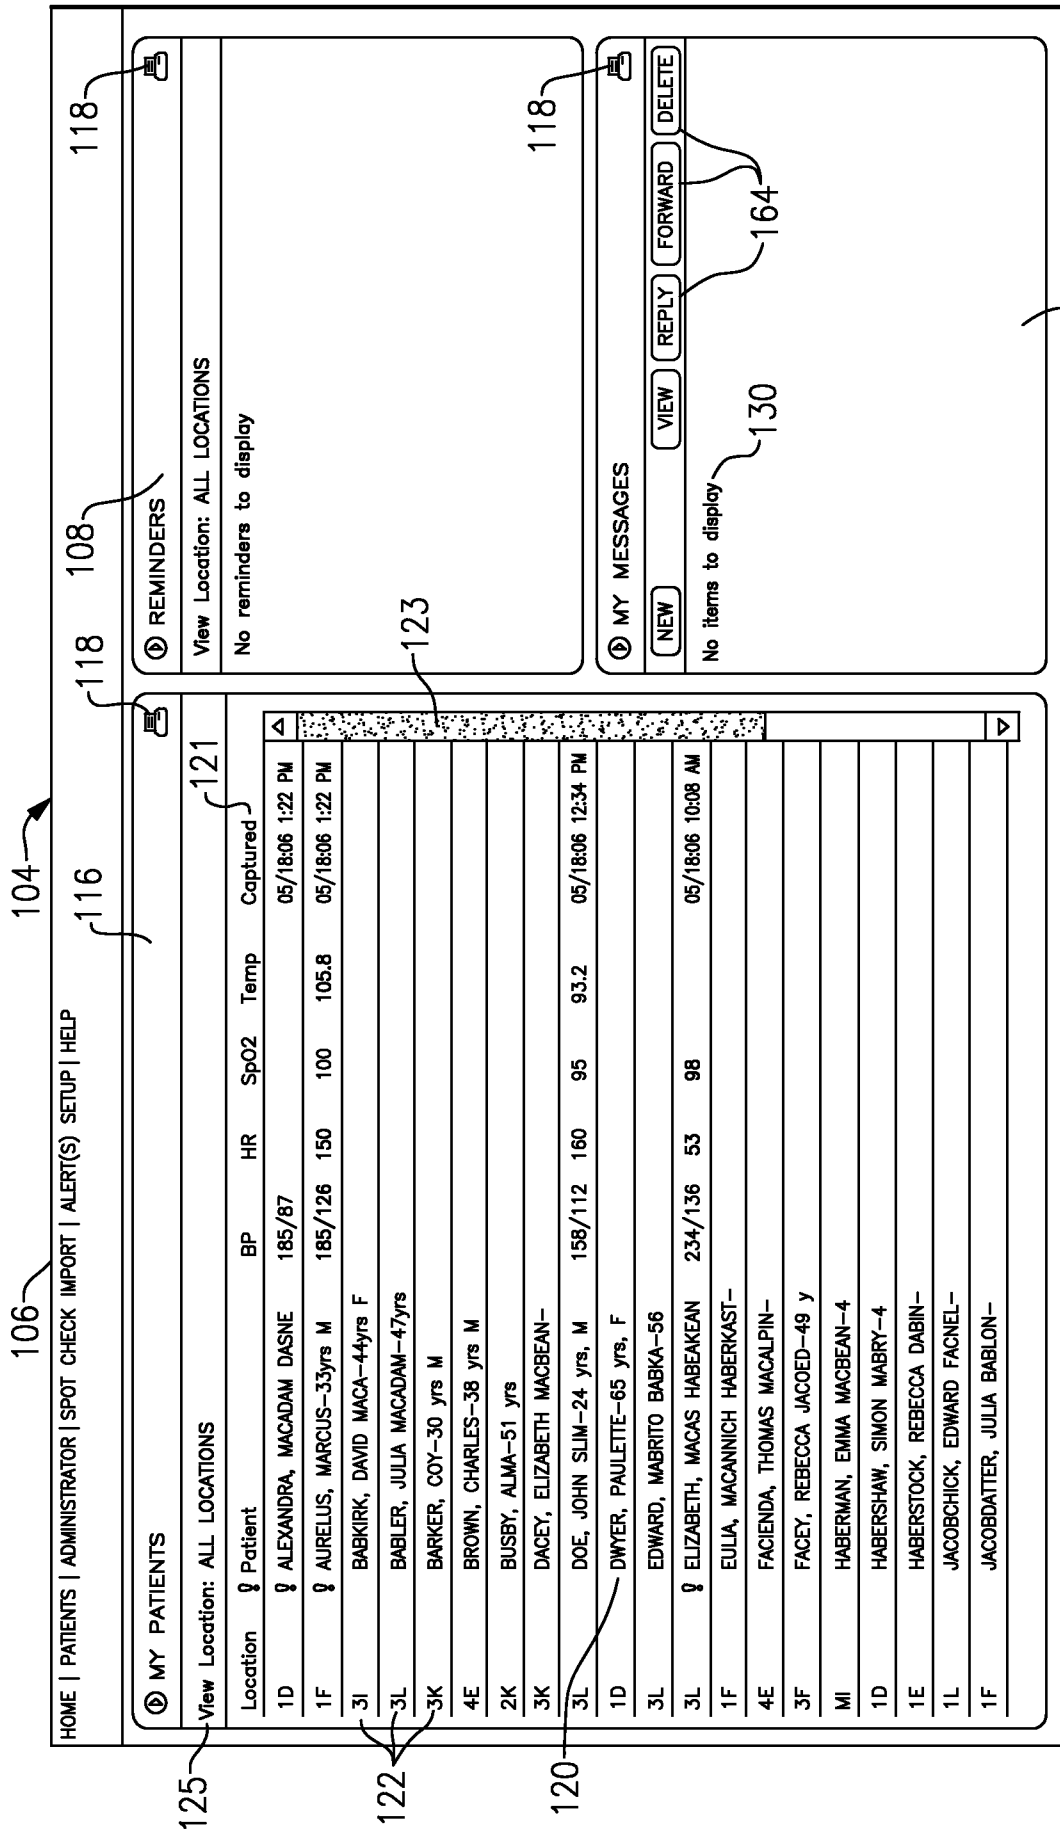 104
106
HOME | PATIENTS | ADMINISTRATOR | SPOT CHECK IMPORT | ALERT(S) SETUP | HELP
116
118
108
118
MY PATIENTS
125
View Location: ALL LOCATIONS
121
Location Patient BP HR SpO2 Temp Captured
1D ALEXANDRA, MACADAM DASNE 185/87 05/18:06 1:22 PM
1F AURELUS, MARCUS-33yrs M 185/126 150 100 105.8 05/18:06 1:22 PM
3I BABKIRK, DAVID MACA-44yrs F
122
3L BABLER, JULIA MACADAM-47yrs
123
3K BARKER, COY-30 yrs M
4E BROWN, CHARLES-38 yrs M
2K BUSBY, ALMA-51 yrs
3K DACEY, ELIZABETH MACBEAN-
3L DOE, JOHN SLIM-24 yrs, M 158/112 160 95 93.2 05/18:06 12:34 PM
120
1D DWYER, PAULETTE-65 yrs, F
3L EDWARD, MABRITO BABKA-56
3L ELIZABETH, MACAS HABEAKEAN 234/136 53 98 05/18:06 10:08 AM
1F EULIA, MACANNICH HABERKAST-
4E FACIENDA, THOMAS MACALPIN-
3F FACEY, REBECCA JACOED-49 y
MI HABERMAN, EMMA MACBEAN-4
1D HABERSHAW, SIMON MABRY-4
1E HABERSTOCK, REBECCA DABIN-
1L JACOBCHICK, EDWARD FACNEL-
1F JACOBDATTER, JULIA BABLON-
REMINDERS
View Location: ALL LOCATIONS
No reminders to display
118
MY MESSAGES
NEW VIEW REPLY FORWARD DELETE
No items to display
130
164